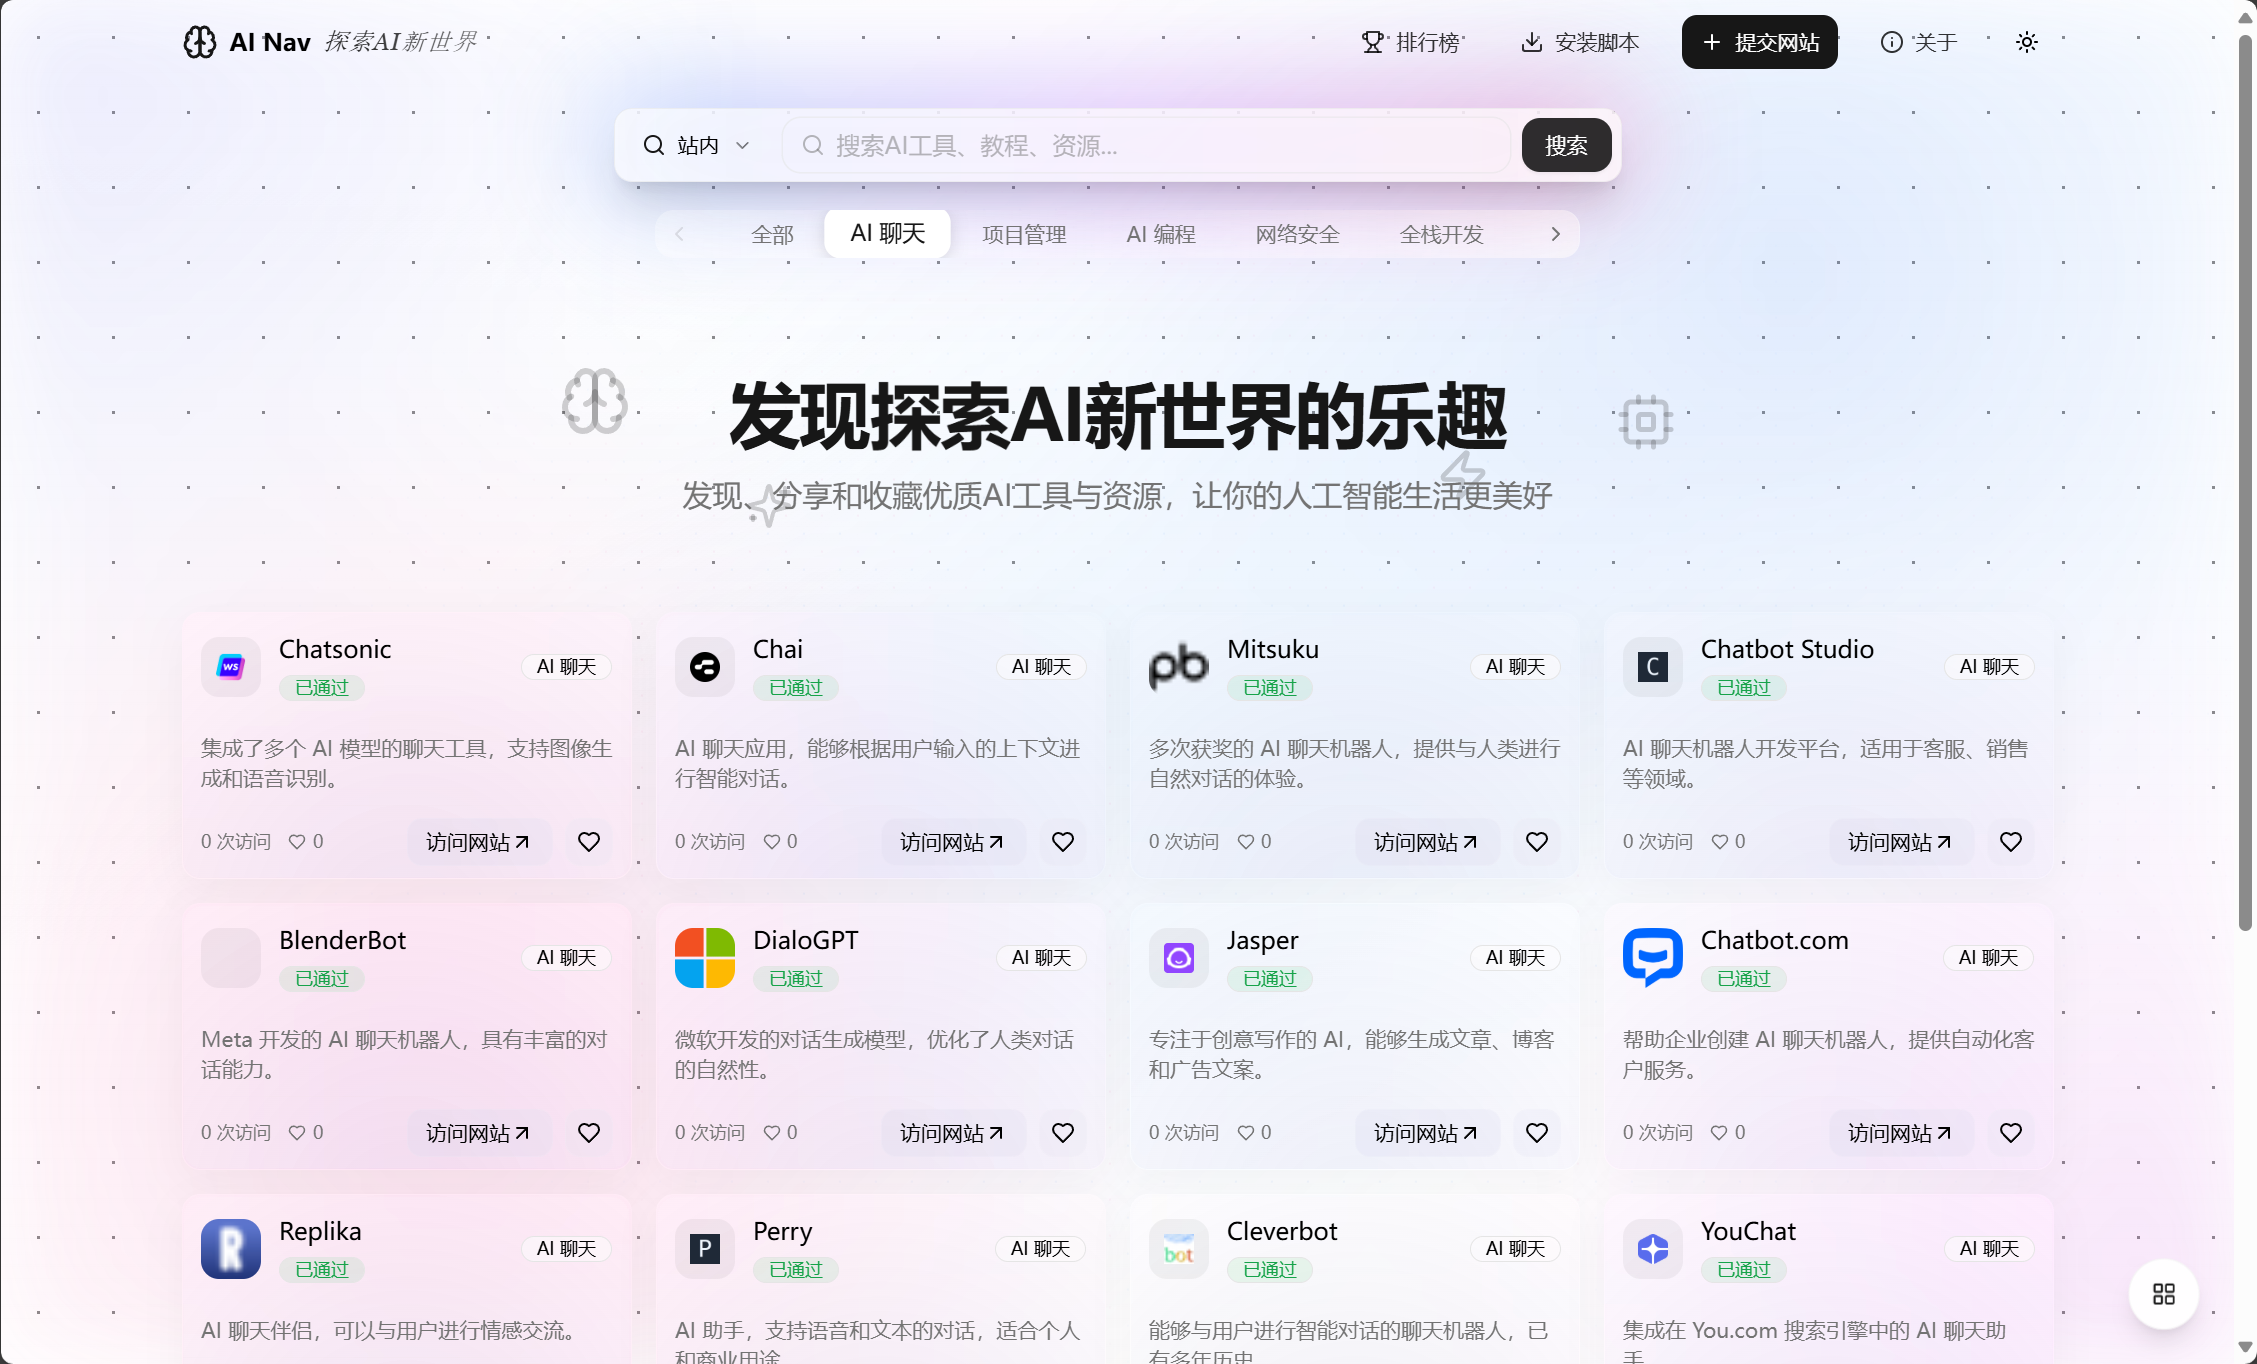 AI Nav 探索AI新世界
排行榜
安装脚本
提交网站
关于
站内
搜索AI工具、教程、资源...
搜索
全部
AI 聊天
项目管理
AI 编程
网络安全
全栈开发
发现探索AI新世界的乐趣
发现、分享和收藏优质AI工具与资源，让你的人工智能生活更美好
Chatsonic
已通过
AI 聊天
集成了多个 AI 模型的聊天工具，支持图像生
成和语音识别。
0 次访问
0
访问网站
Chai
已通过
AI 聊天
AI 聊天应用，能够根据用户输入的上下文进
行智能对话。
0 次访问
0
访问网站
pb
Mitsuku
已通过
AI 聊天
多次获奖的 AI 聊天机器人，提供与人类进行
自然对话的体验。
0 次访问
0
访问网站
C
Chatbot Studio
已通过
AI 聊天
AI 聊天机器人开发平台，适用于客服、销售
等领域。
0 次访问
0
访问网站
BlenderBot
已通过
AI 聊天
Meta 开发的 AI 聊天机器人，具有丰富的对
话能力。
0 次访问
0
访问网站
DialoGPT
已通过
AI 聊天
微软开发的对话生成模型，优化了人类对话
的自然性。
0 次访问
0
访问网站
Jasper
已通过
AI 聊天
专注于创意写作的 AI，能够生成文章、博客
和广告文案。
0 次访问
0
访问网站
Chatbot.com
已通过
AI 聊天
帮助企业创建 AI 聊天机器人，提供自动化客
户服务。
0 次访问
0
访问网站
R
Replika
已通过
AI 聊天
AI 聊天伴侣，可以与用户进行情感交流。
P
Perry
已通过
AI 聊天
AI 助手，支持语音和文本的对话，适合个人
和商业用途
bot
Cleverbot
已通过
AI 聊天
能够与用户进行智能对话的聊天机器人，已
有多年历史
YouChat
已通过
AI 聊天
集成在 You.com 搜索引擎中的 AI 聊天助
手